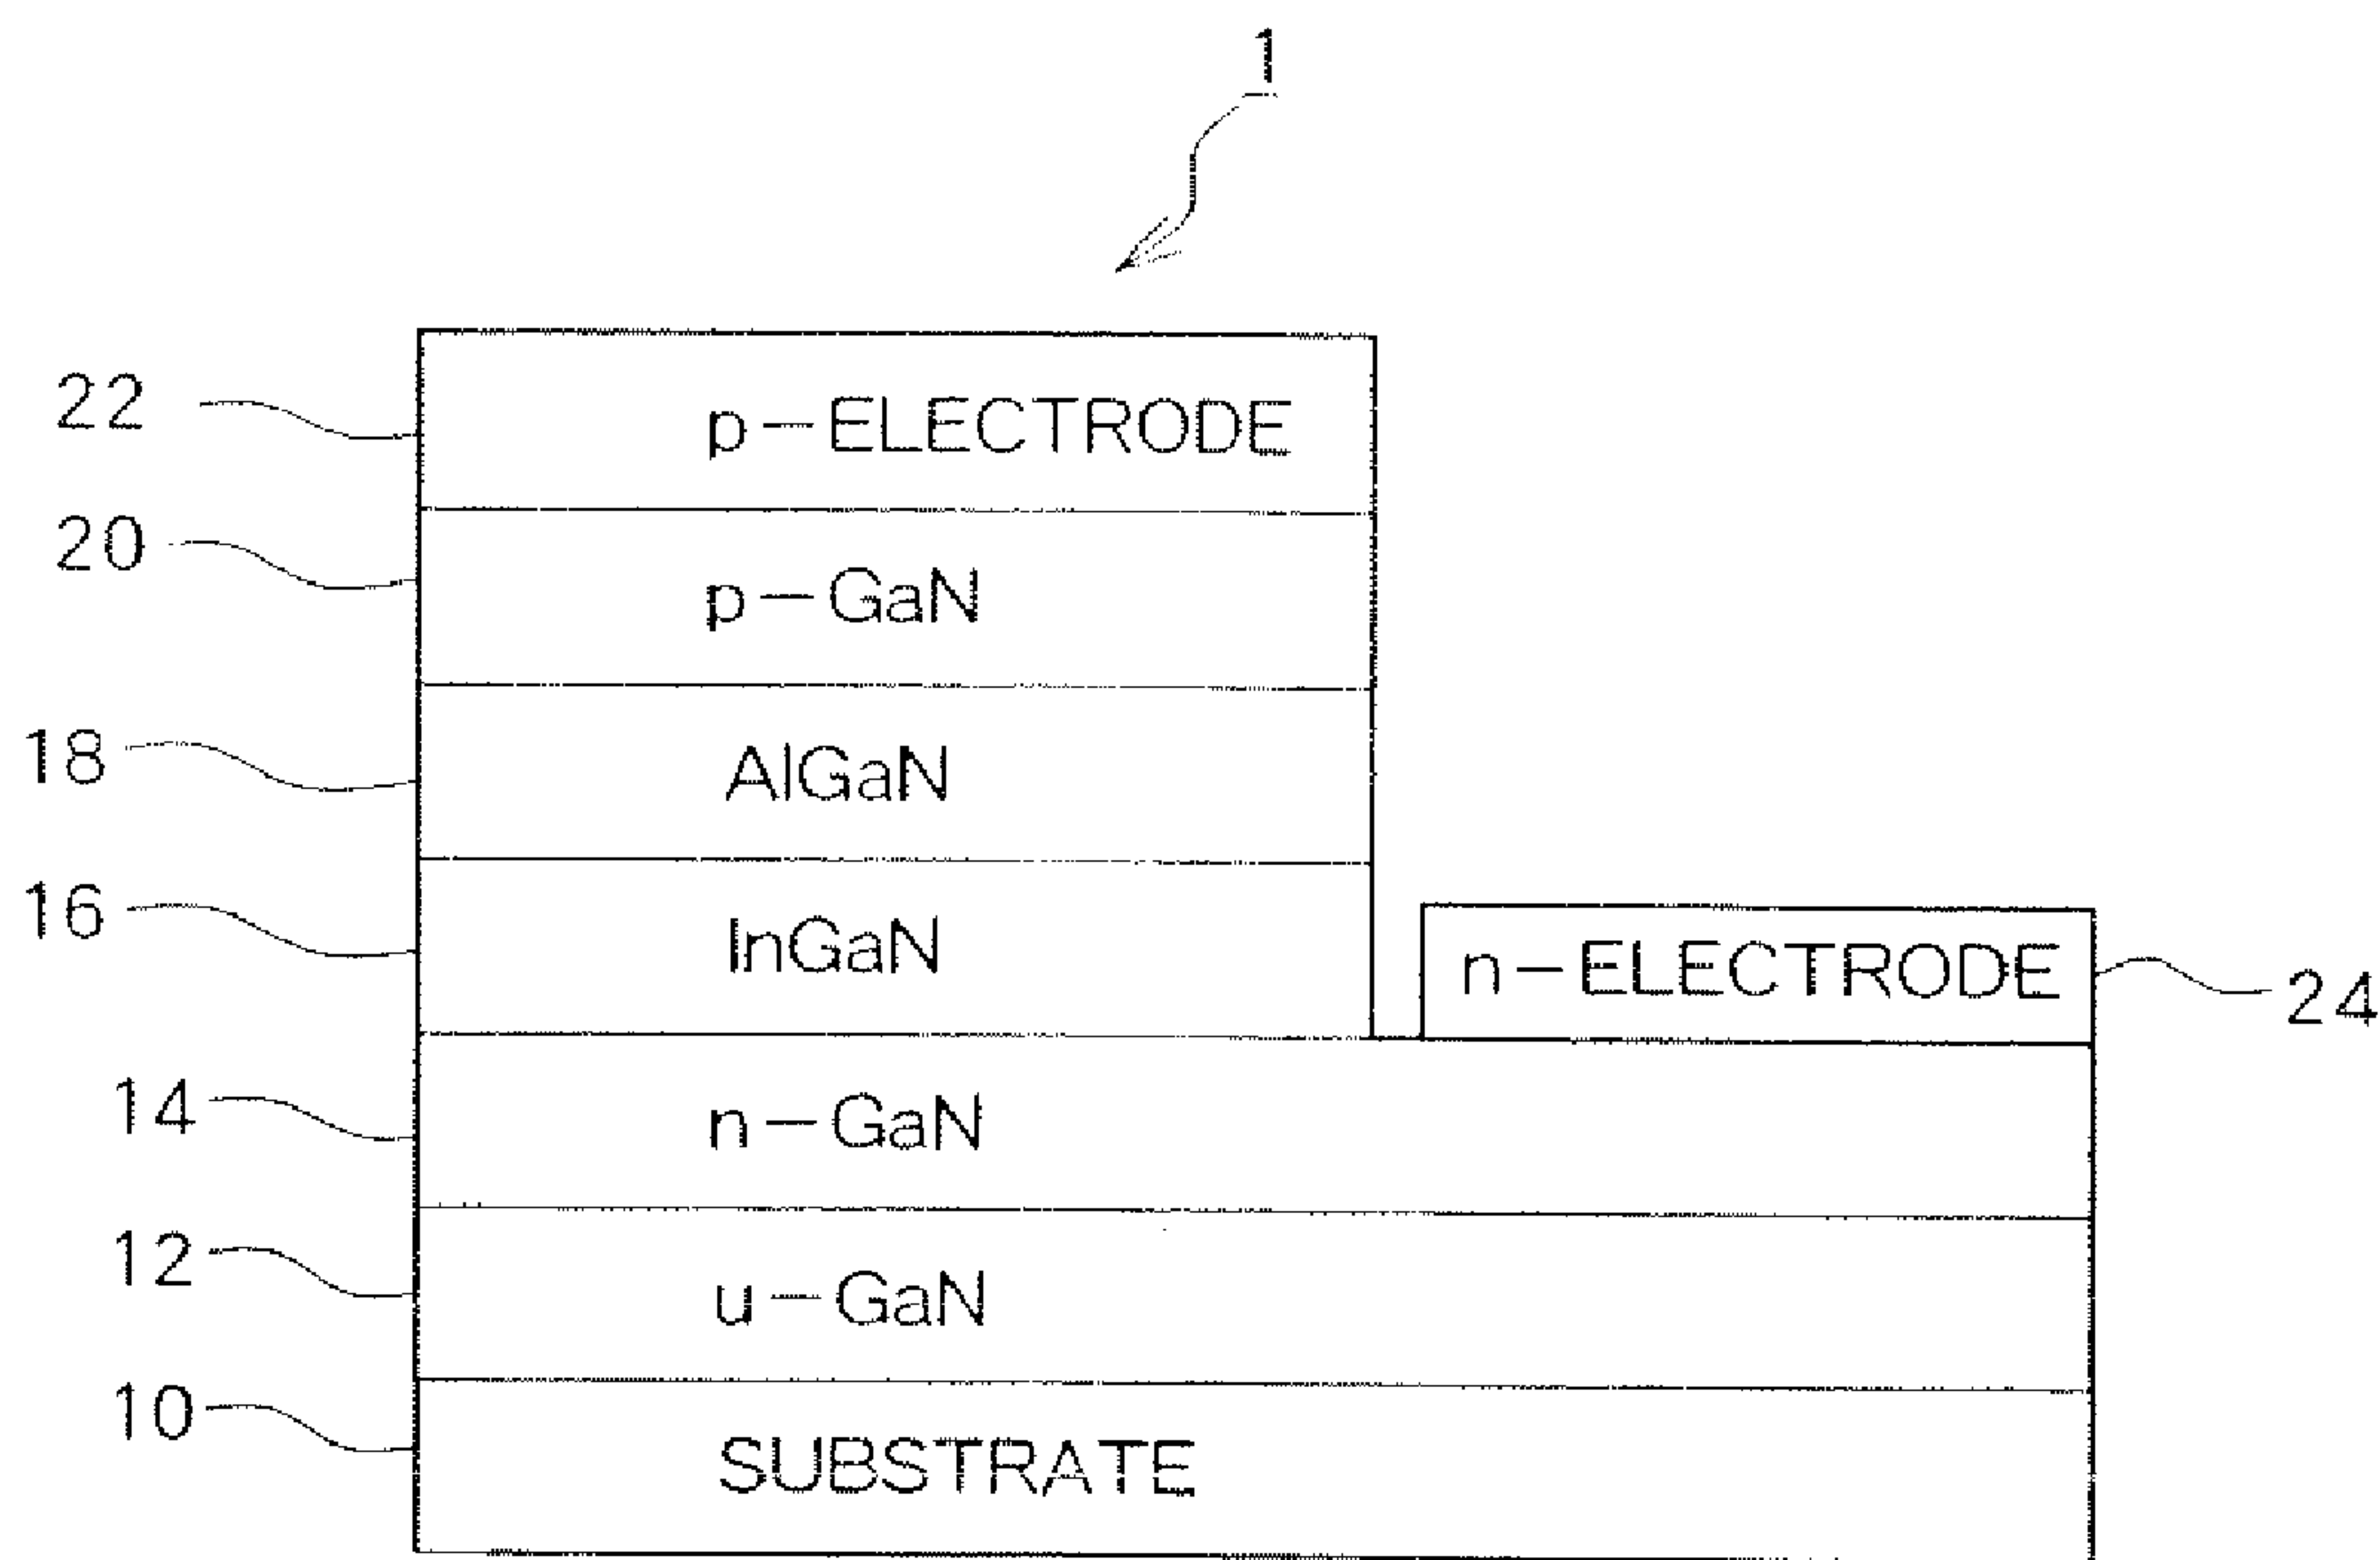 1
22 p-ELECTRODE
20 p-GaN
18 AlGaN
16 InGaN
n-ELECTRODE 24
14 n-GaN
12 u-GaN
10 SUBSTRATE